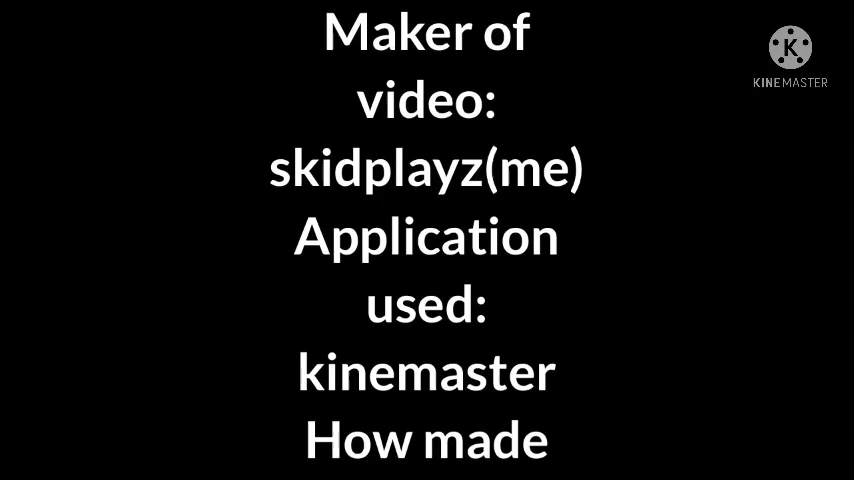 Maker of
video:
skidplayz(me)
Application
used:
kinemaster
How made
K
KINEMASTER